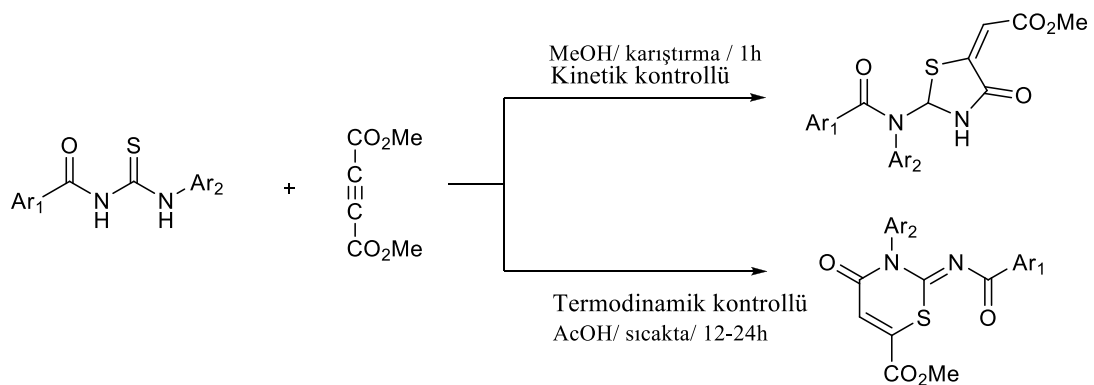 MeOH/ karıştırma / 1h
Kinetik kontrollü
CO2Me
S
O
O
N
NH
Ar1
Ar2
O
S
Ar1
N
H
N
H
Ar2
+
CO2Me
C
C
CO2Me
Termodinamik kontrollü
AcOH/ sıcakta/ 12-24h
Ar2
O
N
N
Ar1
S
O
CO2Me